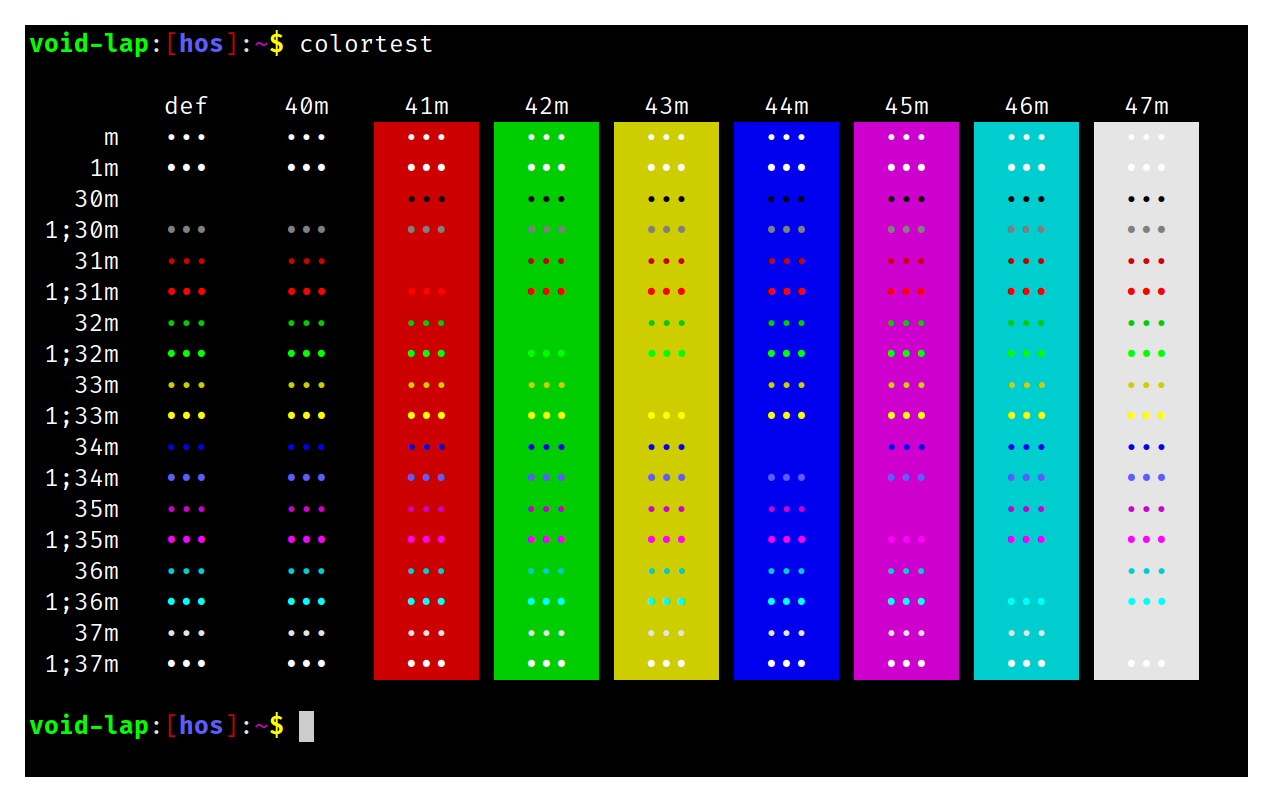 void-lap:[hos]:~$ colortest
def 40m 41m 42m 43m 44m 45m 46m 47m
m ••• ••• ••• ••• ••• ••• ••• ••• •••
1m ••• ••• ••• ••• ••• ••• ••• ••• •••
30m ••• ••• ••• ••• ••• ••• •••
1;30m ••• ••• ••• ••• ••• ••• ••• ••• •••
31m ••• ••• ••• ••• ••• ••• ••• •••
1;31m ••• ••• ••• ••• ••• ••• ••• ••• •••
32m ••• ••• ••• ••• ••• ••• ••• •••
1;32m ••• ••• ••• ••• ••• ••• ••• ••• •••
33m ••• ••• ••• ••• ••• ••• ••• •••
1;33m ••• ••• ••• ••• ••• ••• ••• ••• •••
34m ••• ••• ••• ••• ••• ••• ••• •••
1;34m ••• ••• ••• ••• ••• ••• ••• ••• •••
35m ••• ••• ••• ••• ••• ••• ••• •••
1;35m ••• ••• ••• ••• ••• ••• ••• ••• •••
36m ••• ••• ••• ••• ••• ••• ••• •••
1;36m ••• ••• ••• ••• ••• ••• ••• ••• •••
37m ••• ••• ••• ••• ••• ••• ••• •••
1;37m ••• ••• ••• ••• ••• ••• ••• ••• •••
void-lap:[hos]:~$